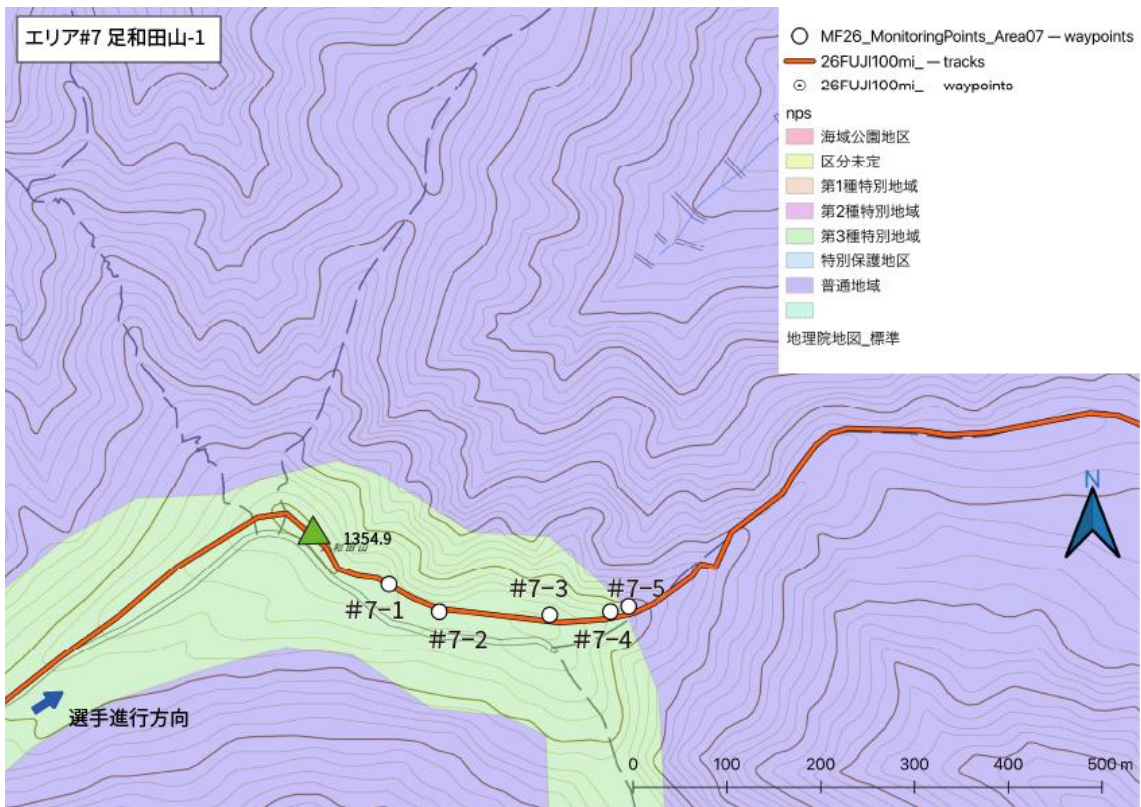 エリア#7 足和田山-1
MF26_MonitoringPoints_Area07 — waypoints
26FUJI100mi_ — tracks
26FUJI100mi_ waypoints
nps
海域公園地区
区分未定
第1種特別地域
第2種特別地域
第3種特別地域
特別保護地区
普通地域
地理院地図_標準
N
1354.9
足和田山
#7-1
#7-2
#7-3
#7-4
#7-5
選手進行方向
0 100 200 300 400 500 m